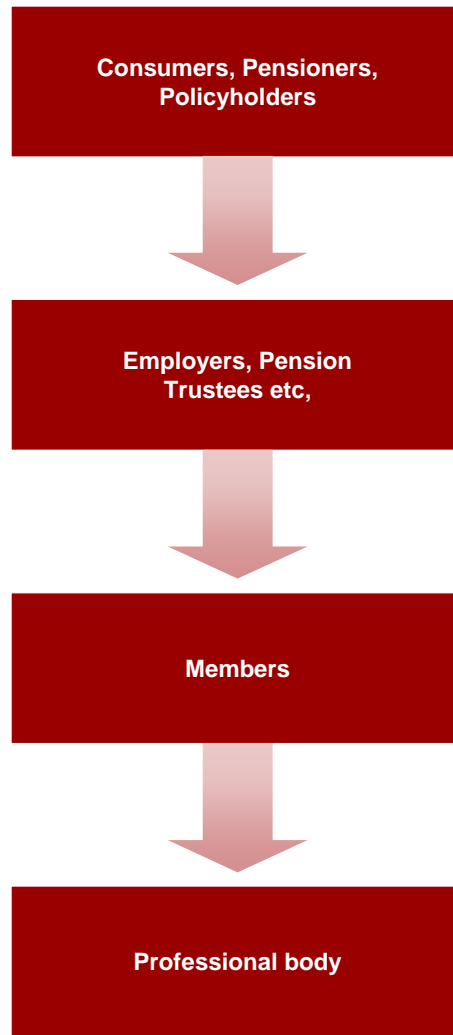 Consumers, Pensioners,
Policyholders
Employers, Pension
Trustees etc,
Members
Professional body